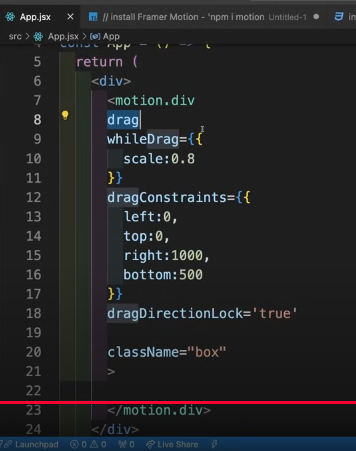 App.jsx × // install Framer Motion - 'npm i motion Untitled-1 ● in
src > App.jsx > App
4 const App = () => {
5 return (
6 <div>
7 <motion.div
8 drag
9 whileDrag={{
10 scale:0.8
11 }}
12 dragConstraints={{
13 left:0,
14 top:0,
15 right:1000,
16 bottom:500
17 }}
18 dragDirectionLock='true'
19
20 className="box"
21 >
22
23 </motion.div>
24 </div>
Launchpad 0 0 0 Live Share